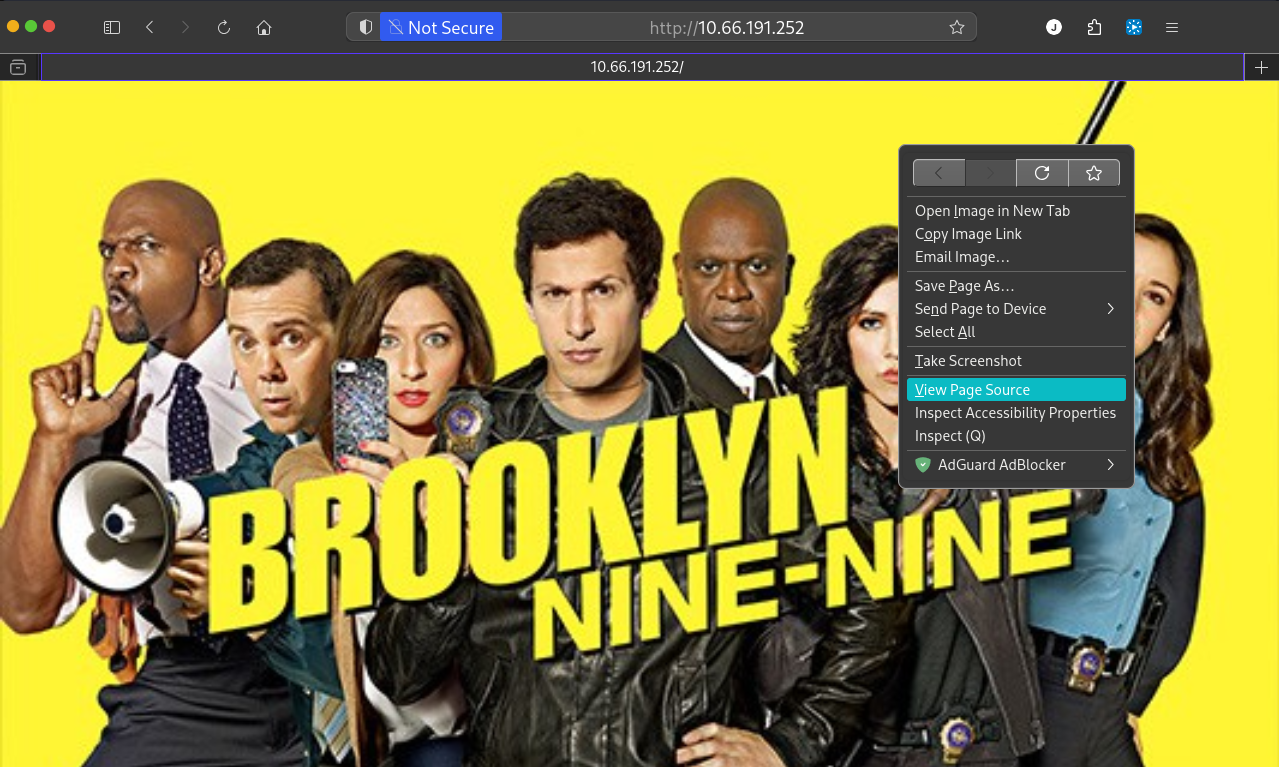 Not Secure
http://10.66.191.252
J
10.66.191.252/
Open Image in New Tab
Copy Image Link
Email Image…
Save Page As…
Send Page to Device
Select All
Take Screenshot
View Page Source
Inspect Accessibility Properties
Inspect (Q)
AdGuard AdBlocker
BROOKLYN
NINE-NINE